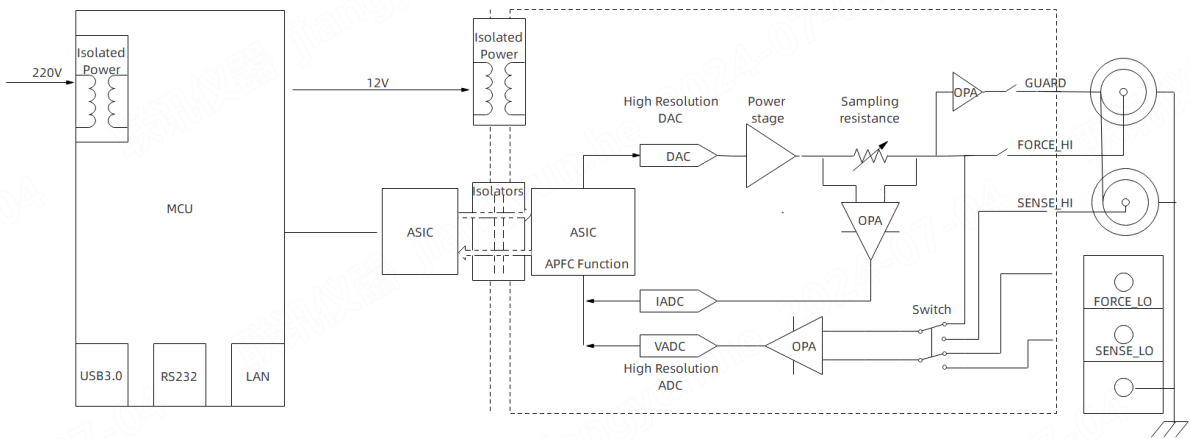 Isolated
Power
220V
MCU
USB3.0
RS232
LAN
12V
Isolated
Power
Isolators
ASIC
ASIC
APFC Function
High Resolution
DAC
DAC
Power
stage
Sampling
resistance
OPA
OPA
GUARD
FORCE_HI
SENSE_HI
IADC
VADC
High Resolution
ADC
OPA
Switch
FORCE_LO
SENSE_LO